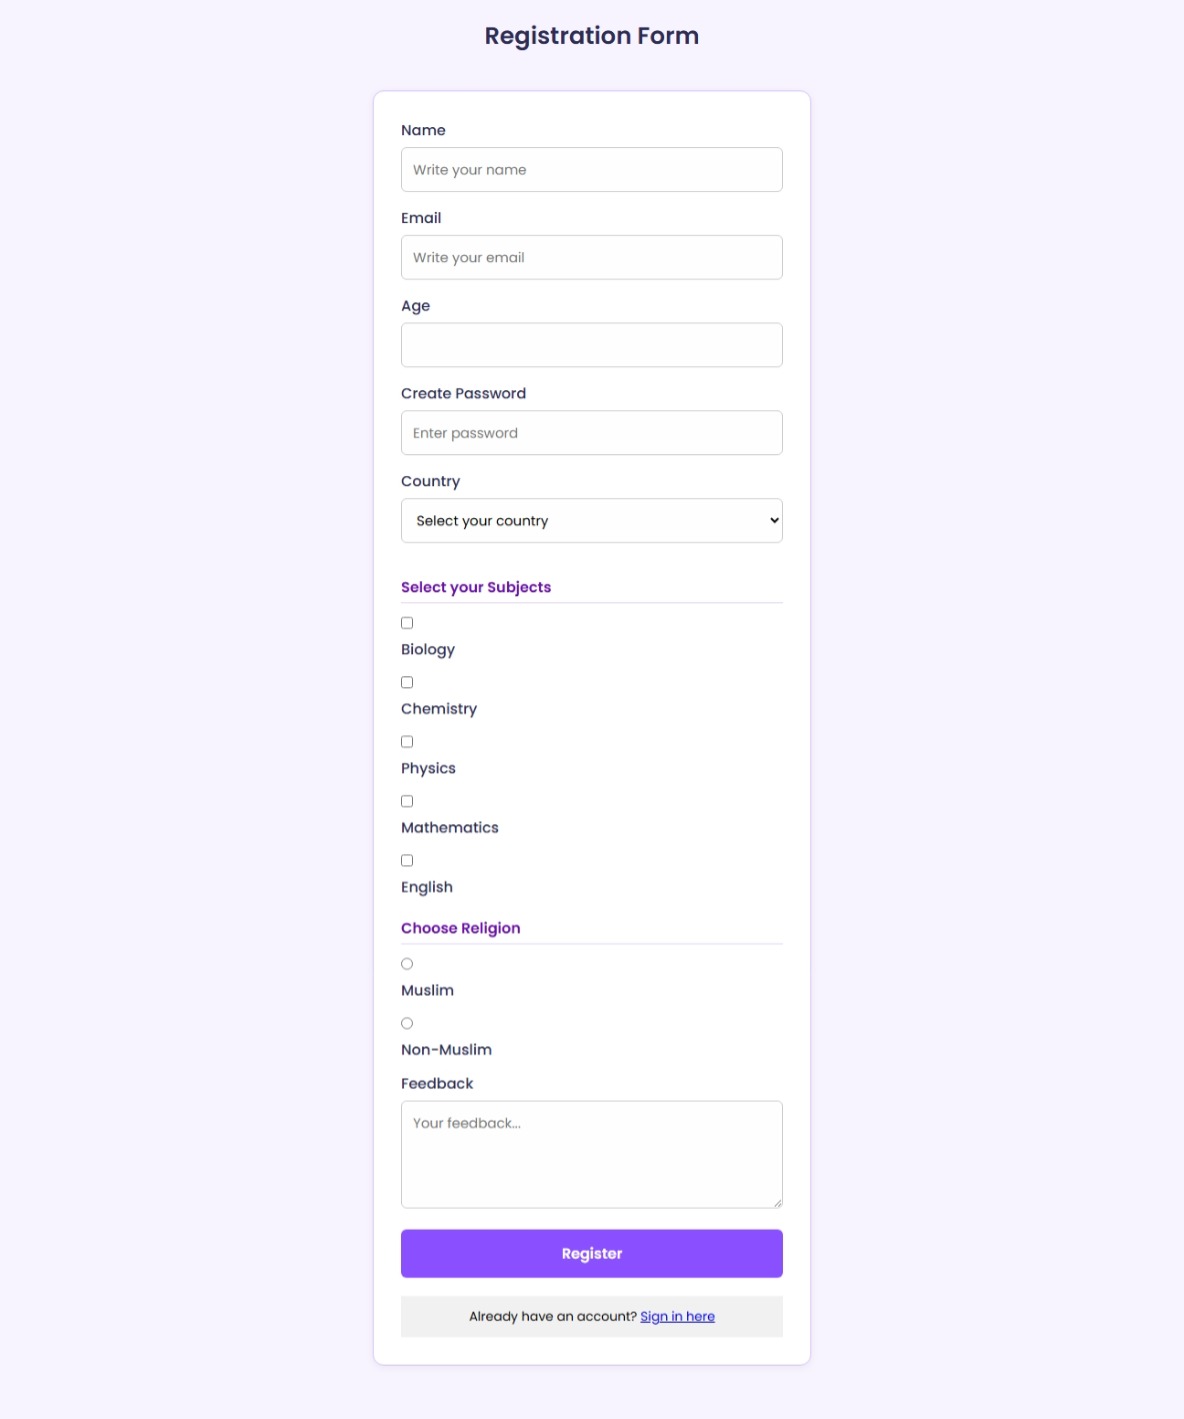 Registration Form
Name
Write your name
Email
Write your email
Age
Create Password
Enter password
Country
Select your country
Select your Subjects
Biology
Chemistry
Physics
Mathematics
English
Choose Religion
Muslim
Non-Muslim
Feedback
Your feedback...
Register
Already have an account? Sign in here